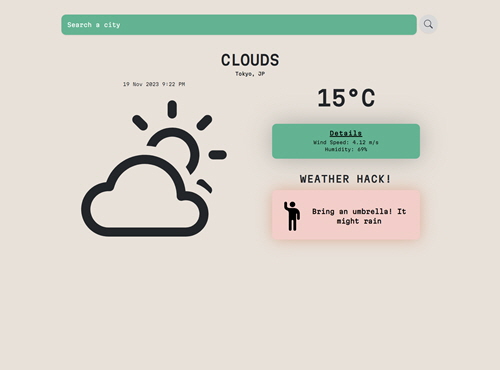 Search a city
CLOUDS
Tokyo, JP
19 Nov 2023 9:22 PM
15°C
Details
Wind Speed: 4.12 m/s
Humidity: 69%
WEATHER HACK!
Bring an umbrella! It
might rain